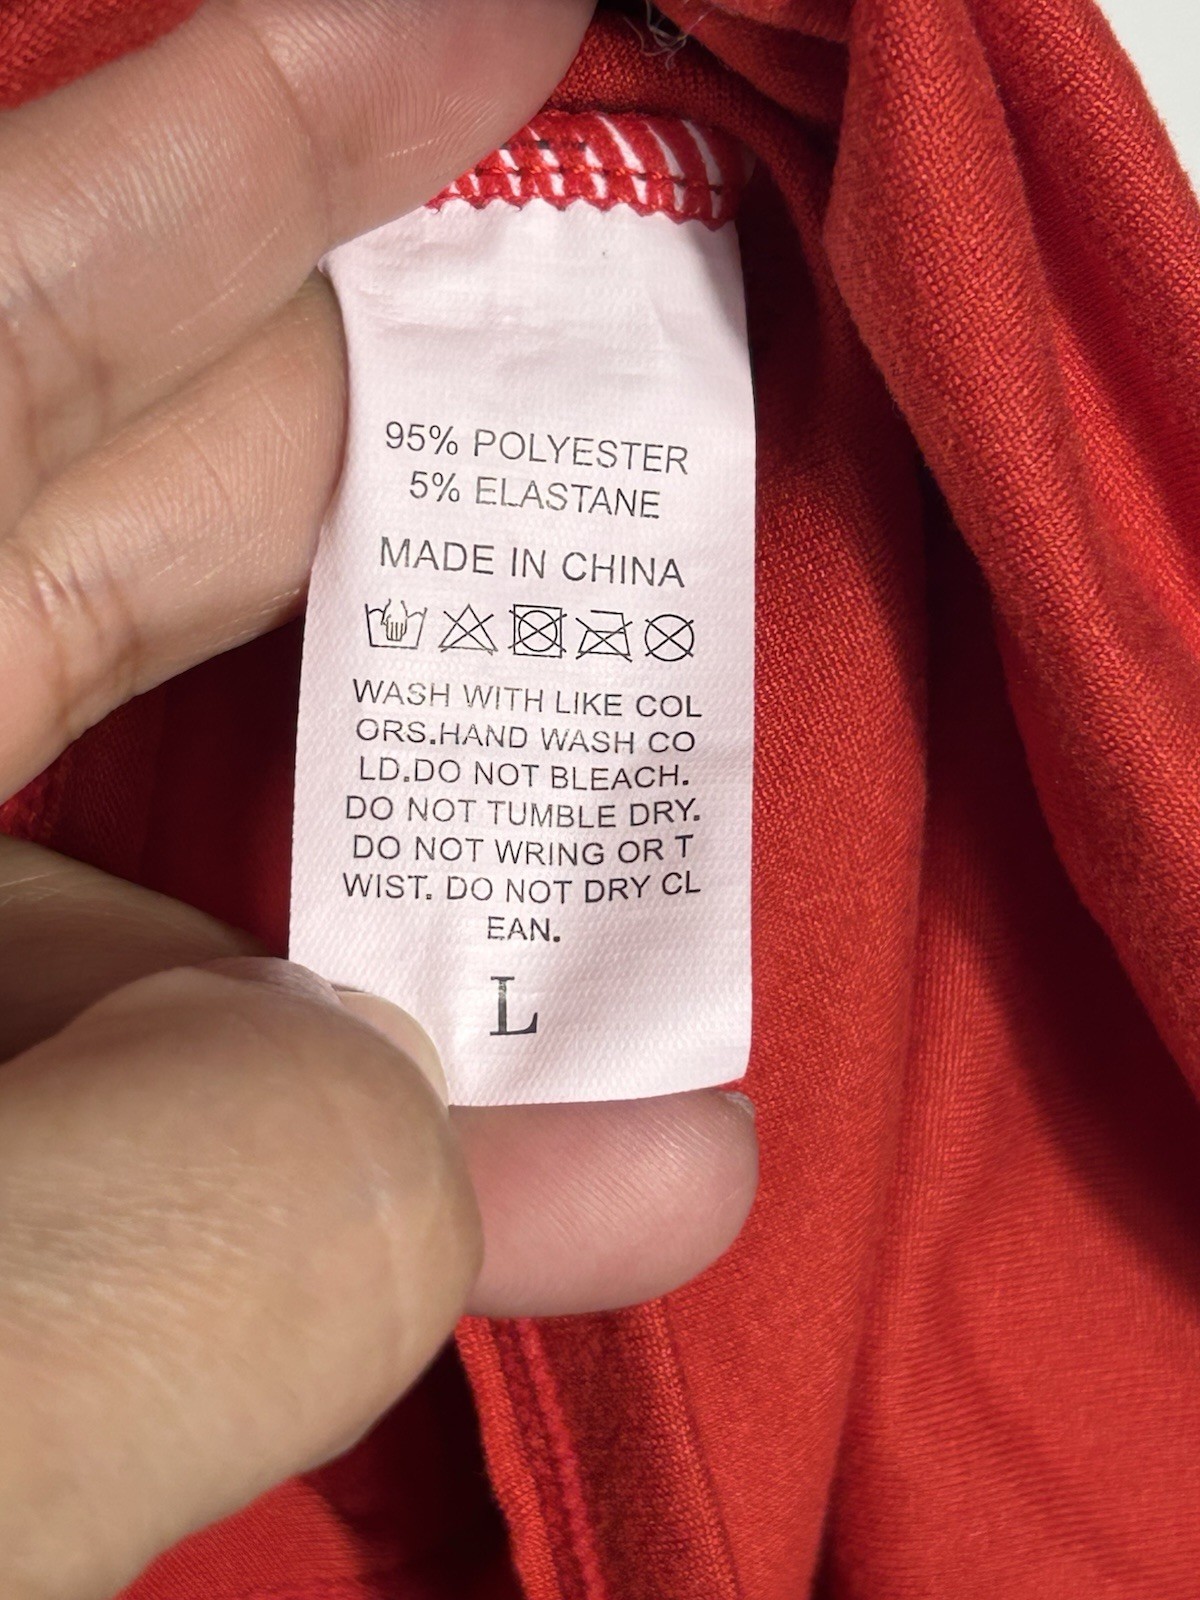 95% POLYESTER
5% ELASTANE
MADE IN CHINA
WASH WITH LIKE COL
ORS.HAND WASH CO
LD.DO NOT BLEACH.
DO NOT TUMBLE DRY.
DO NOT WRING OR T
WIST. DO NOT DRY CL
EAN.
L